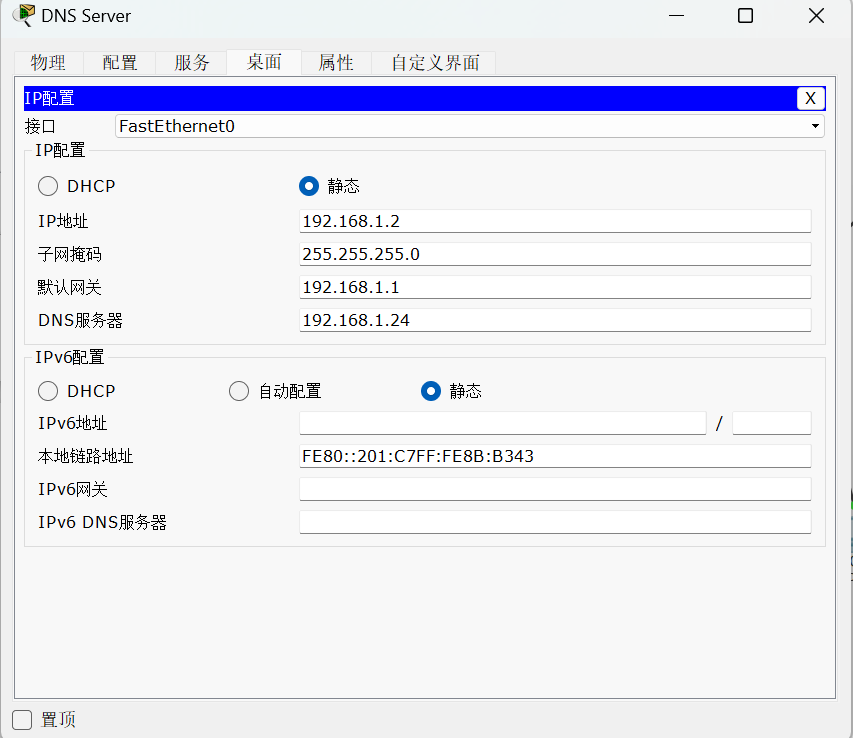 DNS Server
物理 配置 服务 桌面 属性 自定义界面
IP配置 X
接口 FastEthernet0
IP配置
DHCP 静态
IP地址 192.168.1.2
子网掩码 255.255.255.0
默认网关 192.168.1.1
DNS服务器 192.168.1.24
IPv6配置
DHCP 自动配置 静态
IPv6地址 /
本地链路地址 FE80::201:C7FF:FE8B:B343
IPv6网关
IPv6 DNS服务器
置顶